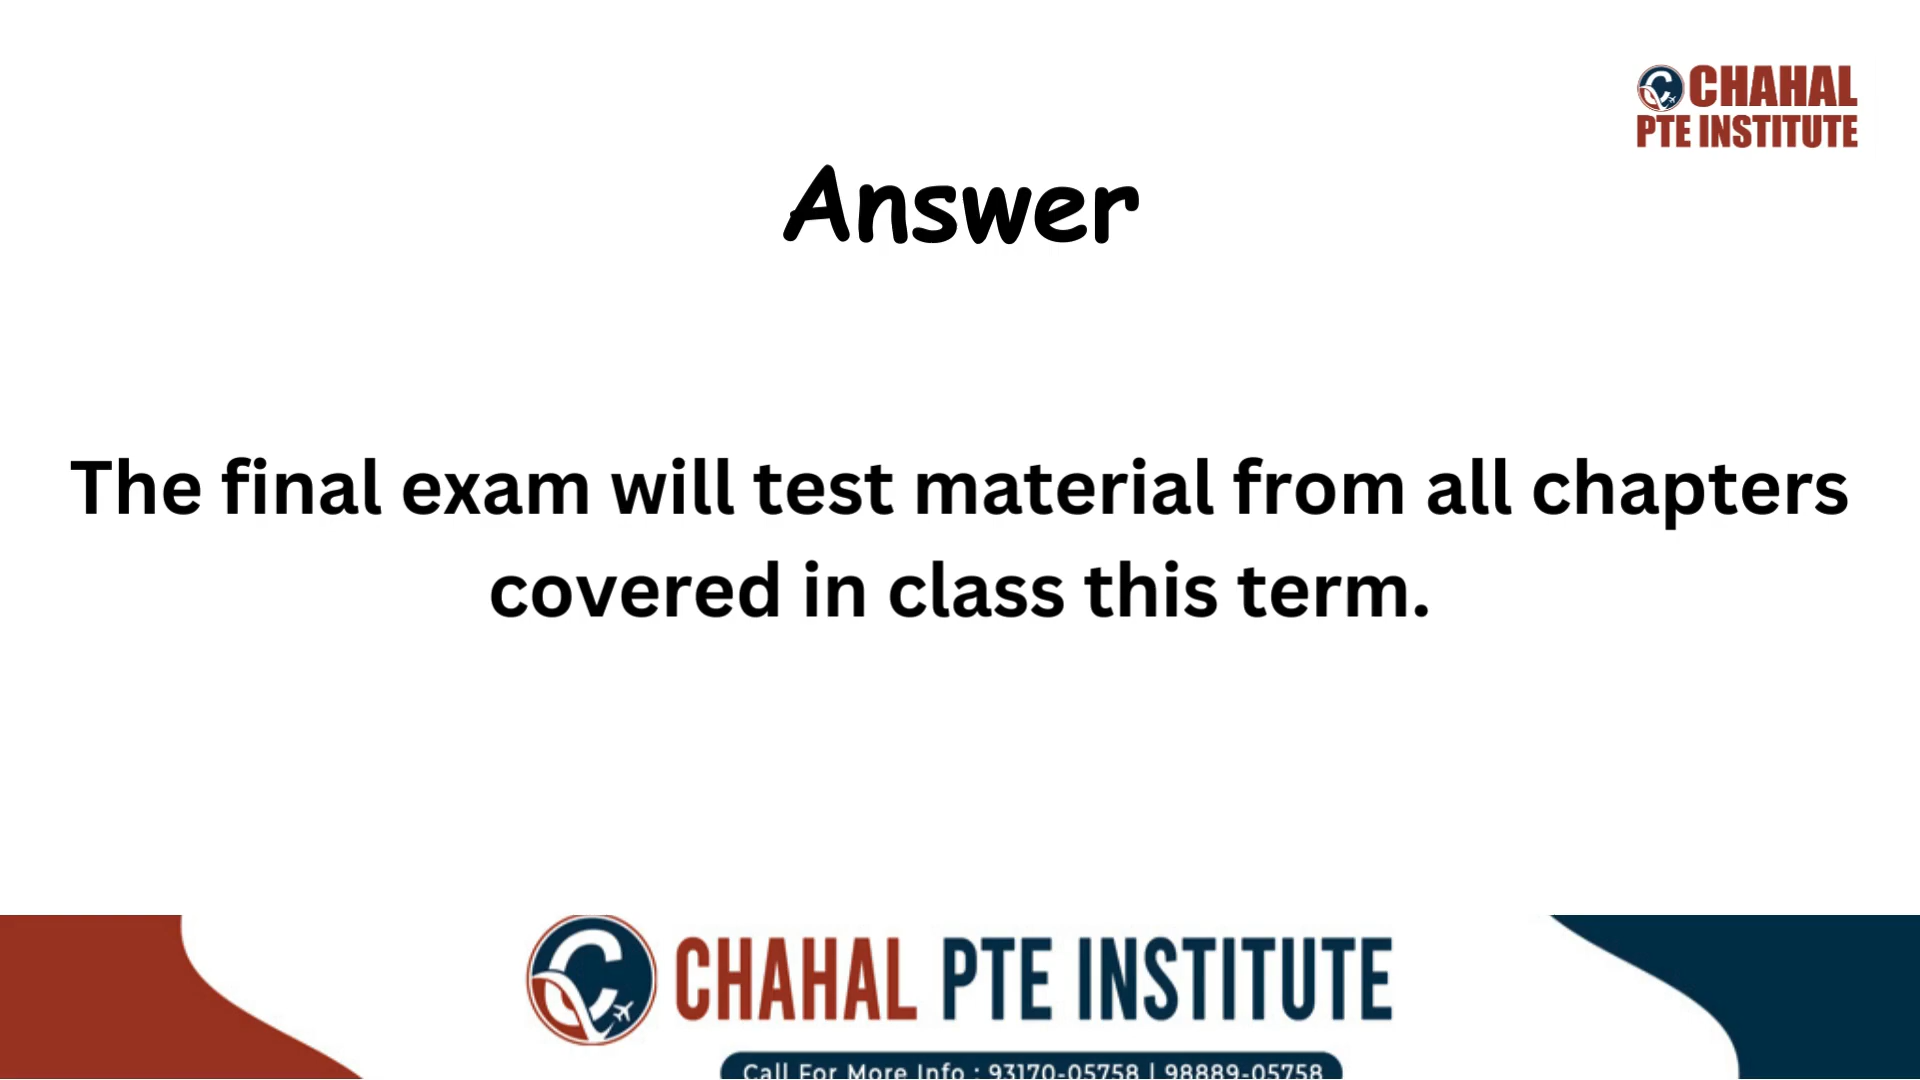 CHAHAL
PTE INSTITUTE
Answer
The final exam will test material from all chapters
covered in class this term.
CHAHAL PTE INSTITUTE
Call For More Info : 93170-05758 | 98889-05758